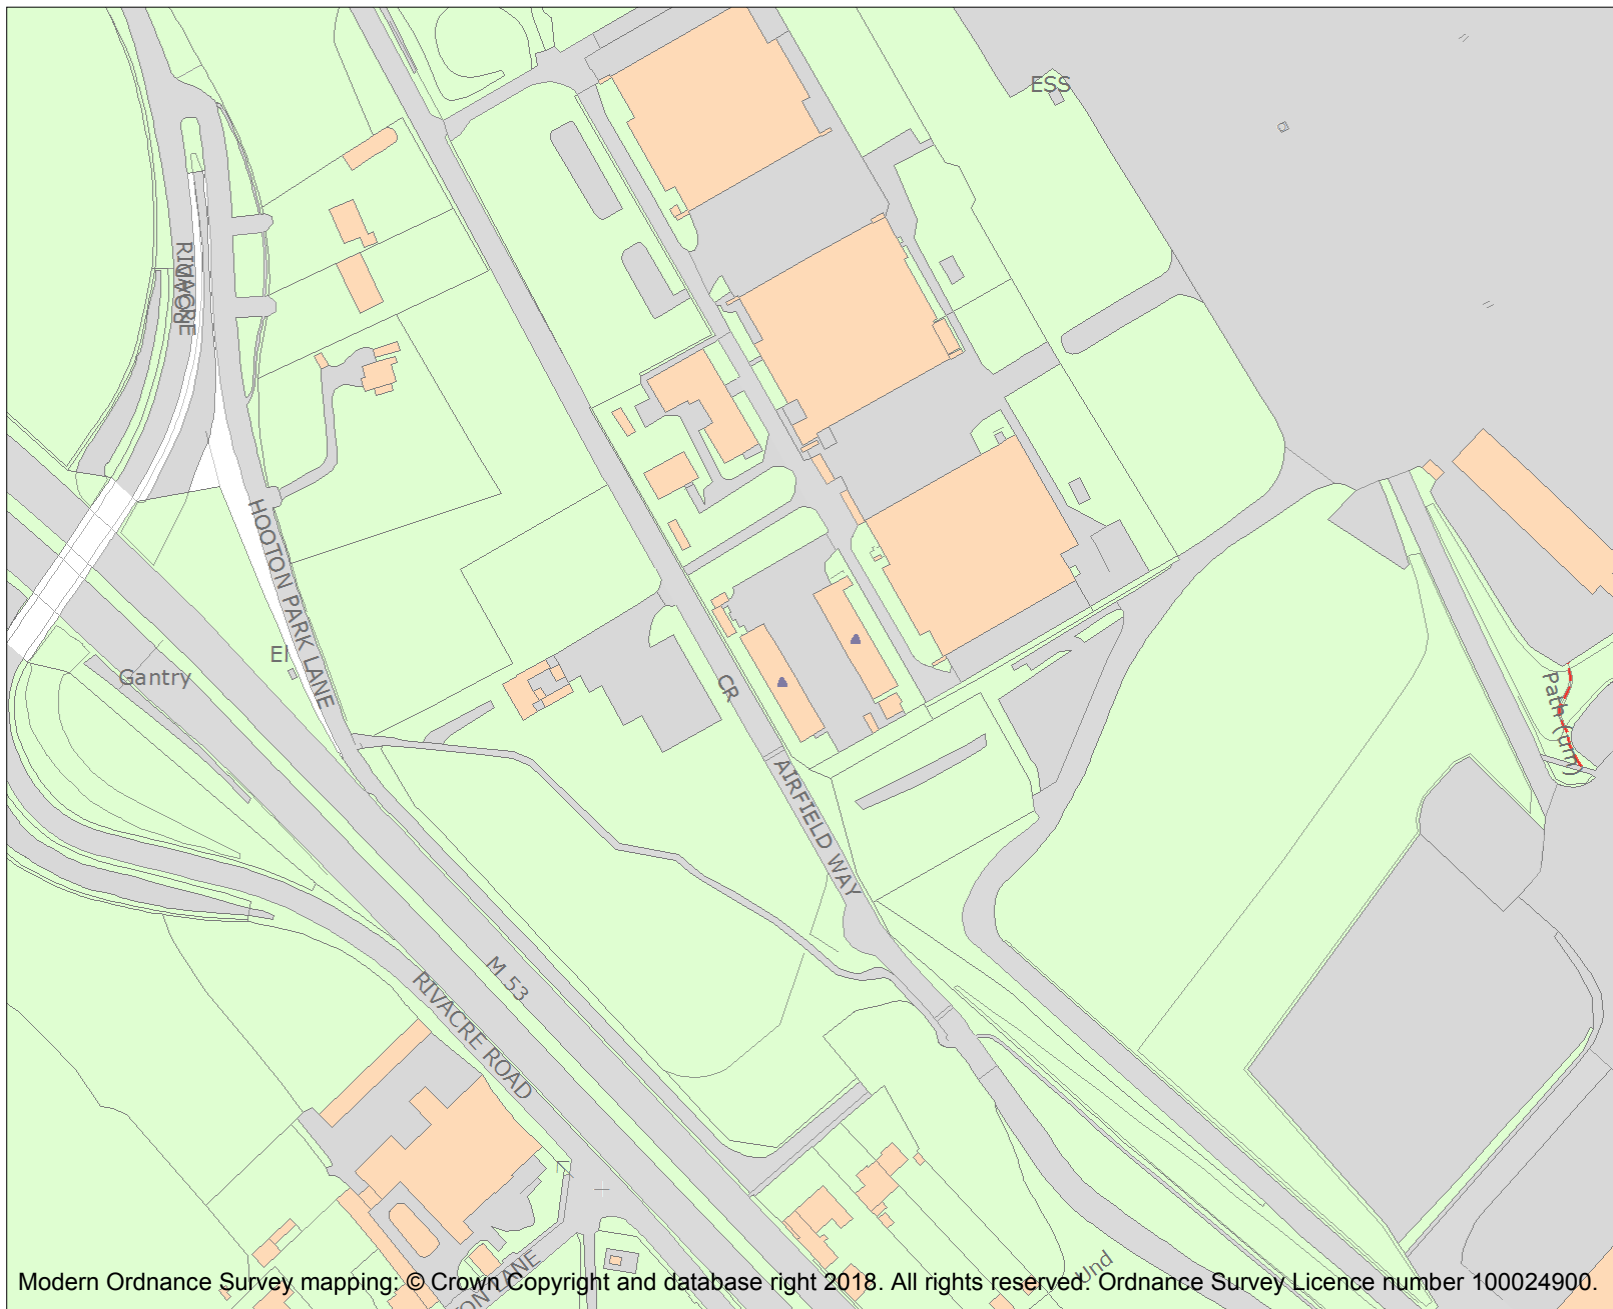 ESS
RIVACRE
HOOTON PARK LANE
El
Gantry
CR
Path (um)
AIRFIELD WAY
M 53
RIVACRE ROAD
Und
Modern Ordnance Survey mapping: © Crown Copyright and database right 2018. All rights reserved. Ordnance Survey Licence number 100024900.